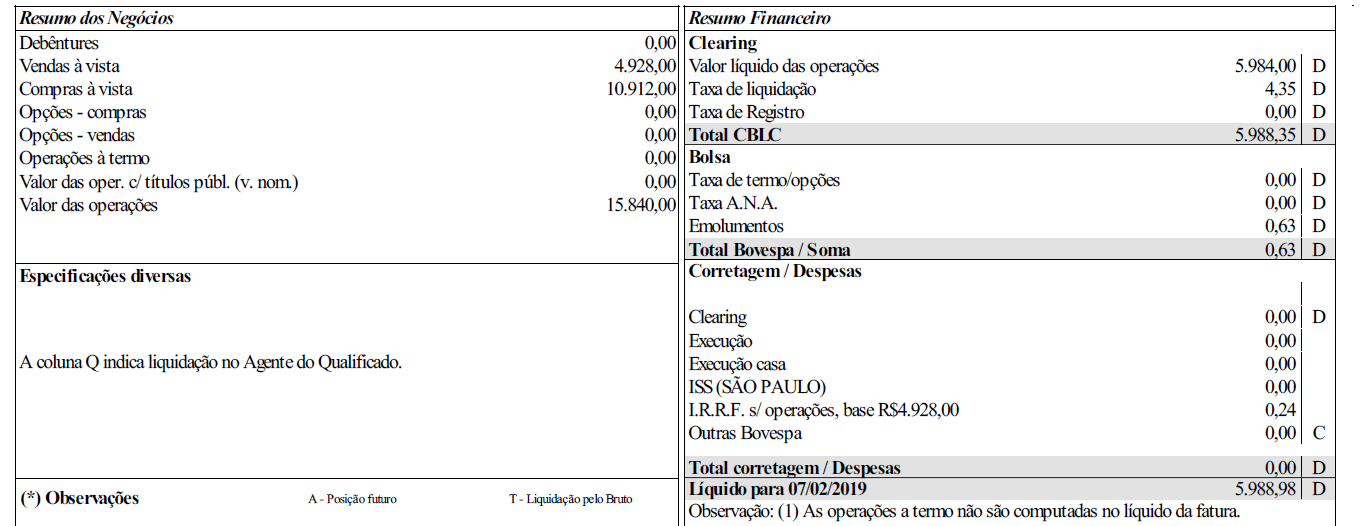 Resumo dos Negócios
Debêntures 0,00
Vendas à vista 4.928,00
Compras à vista 10.912,00
Opções - compras 0,00
Opções - vendas 0,00
Operações à termo 0,00
Valor das oper. c/ títulos públ. (v. nom.) 0,00
Valor das operações 15.840,00
Especificações diversas
A coluna Q indica liquidação no Agente do Qualificado.
(*) Observações A - Posição futuro T - Liquidação pelo Bruto
Resumo Financeiro
Clearing
Valor líquido das operações 5.984,00 D
Taxa de liquidação 4,35 D
Taxa de Registro 0,00 D
Total CBLC 5.988,35 D
Bolsa
Taxa de termo/opções 0,00 D
Taxa A.N.A. 0,00 D
Emolumentos 0,63 D
Total Bovespa / Soma 0,63 D
Corretagem / Despesas
Clearing 0,00 D
Execução 0,00
Execução casa 0,00
ISS (SÃO PAULO) 0,00
I.R.R.F. s/ operações, base R$4.928,00 0,24
Outras Bovespa 0,00 C
Total corretagem / Despesas 0,00 D
Líquido para 07/02/2019 5.988,98 D
Observação: (1) As operações a termo não são computadas no líquido da fatura.